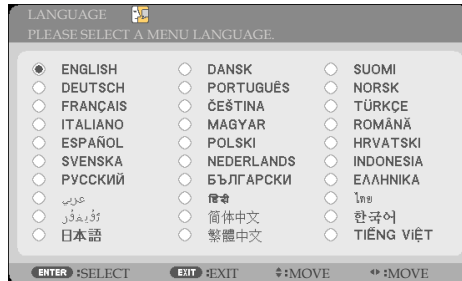 LANGUAGE
PLEASE SELECT A MENU LANGUAGE.
ENGLISH DANSK SUOMI
DEUTSCH PORTUGUÊS NORSK
FRANÇAIS ČEŠTINA TÜRKÇE
ITALIANO MAGYAR ROMÂNĂ
ESPAÑOL POLSKI HRVATSKI
SVENSKA NEDERLANDS INDONESIA
РУССКИЙ БЪЛГАРСКИ ΕΛΛΗΝΙΚΑ
عربي हिन्दी ไทย
ئۇيغۇر 简体中文 한국어
日本語 繁體中文 TIẾNG VIỆT
ENTER :SELECT EXIT :EXIT :MOVE :MOVE